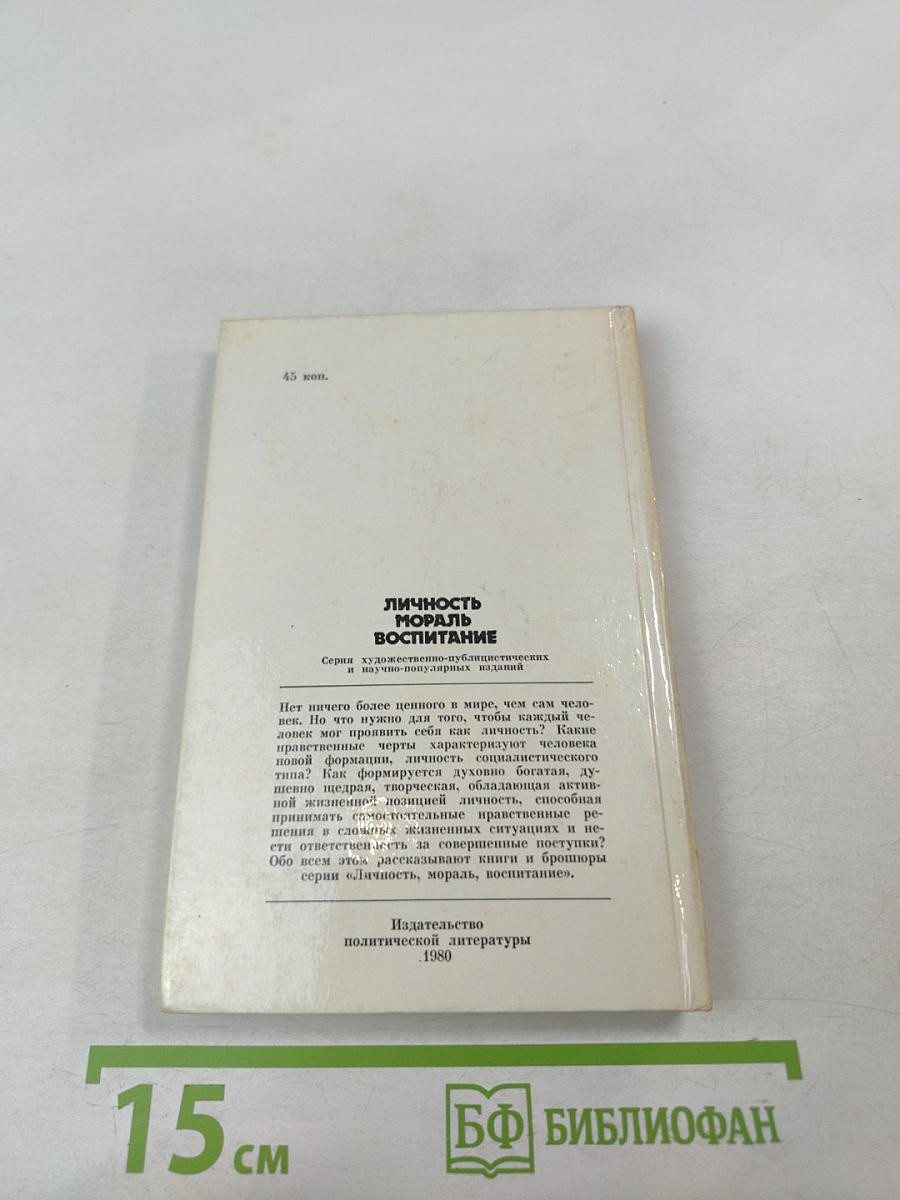 45 коп.
ЛИЧНОСТЬ
МОРАЛЬ
ВОСПИТАНИЕ
Серия художественно-публицистических
и научно-популярных изданий
Нет ничего более ценного в мире, чем сам чело-
век. Но что нужно для того, чтобы каждый че-
ловек мог проявить себя как личность? Какие
нравственные черты характеризуют человека
новой формации, личность социалистического
типа? Как формируется духовно богатая, ду-
шевно щедрая, творческая, обладающая актив-
ной жизненной позицией личность, способная
принимать самостоятельные нравственные ре-
шения в сложных жизненных ситуациях и не-
сти ответственность за совершенные поступки?
Обо всем этом рассказывают книги и брошюры
серии «Личность, мораль, воспитание».
Издательство
политической литературы
1980
15 см
БФ БИБЛИОФАН